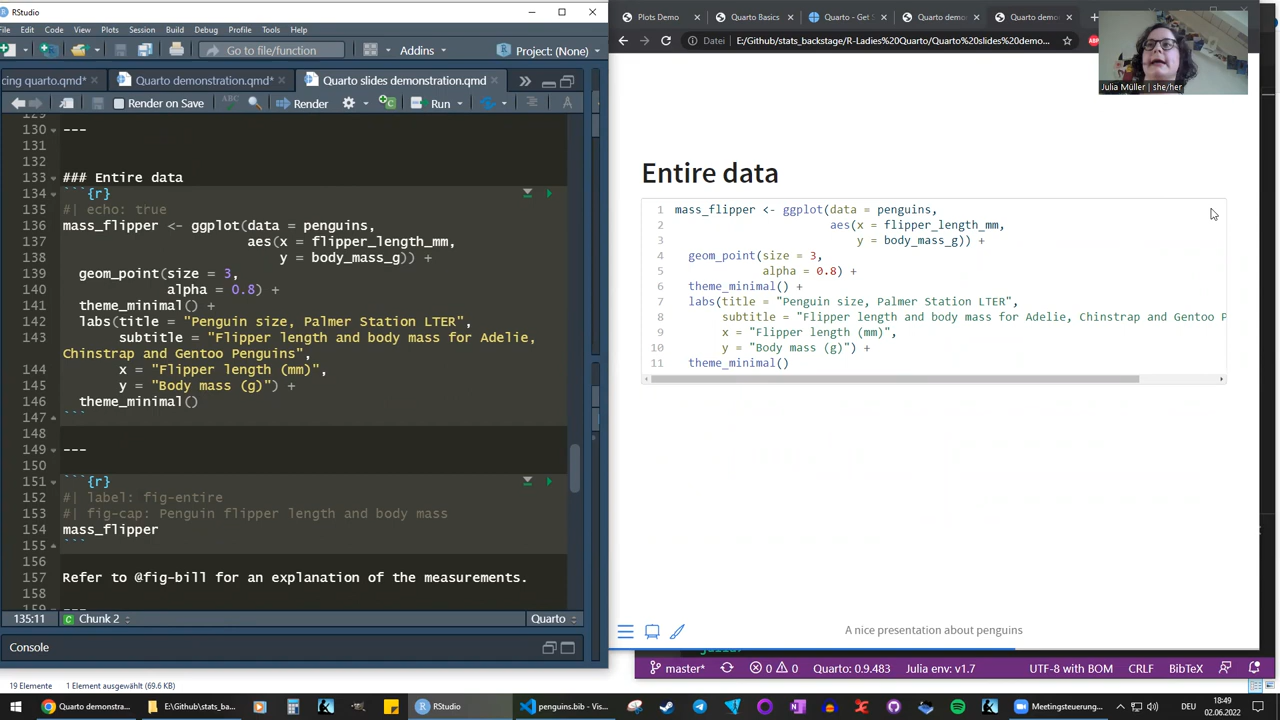 RStudio
File Edit Code View Plots Session Build Debug Profile Tools Help
Go to file/function
Addins
Project: (None)
cing quarto.qmd*
Quarto demonstration.qmd*
Quarto slides demonstration.qmd
Render on Save
Render
Run
130 ---
131
132
133 ### Entire data
134 ```{r}
135 #| echo: true
136 mass_flipper <- ggplot(data = penguins,
137 aes(x = flipper_length_mm,
138 y = body_mass_g)) +
139 geom_point(size = 3,
140 alpha = 0.8) +
141 theme_minimal() +
142 labs(title = "Penguin size, Palmer Station LTER",
143 subtitle = "Flipper length and body mass for Adelie,
Chinstrap and Gentoo Penguins",
144 x = "Flipper length (mm)",
145 y = "Body mass (g)") +
146 theme_minimal()
147 ```
148
149 ---
150
151 ```{r}
152 #| label: fig-entire
153 #| fig-cap: Penguin flipper length and body mass
154 mass_flipper
155 ```
156
157 Refer to @fig-bill for an explanation of the measurements.
158
159 ---
135:11
Chunk 2
Quarto
Console
19 Elemente 1 Element ausgewählt (69.6 KB)
Plots Demo
Quarto Basics
Quarto - Get S
Quarto demo
Quarto demo
Datei E:/Github/stats_backstage/R-Ladies%20Quarto/Quarto%20slides%20demo...
Julia Müller | she/her
Entire data
1 mass_flipper <- ggplot(data = penguins,
2 aes(x = flipper_length_mm,
3 y = body_mass_g)) +
4 geom_point(size = 3,
5 alpha = 0.8) +
6 theme_minimal() +
7 labs(title = "Penguin size, Palmer Station LTER",
8 subtitle = "Flipper length and body mass for Adelie, Chinstrap and Gentoo P
9 x = "Flipper length (mm)",
10 y = "Body mass (g)") +
11 theme_minimal()
A nice presentation about penguins
master*
0 0
Quarto: 0.9.483
Julia env: v1.7
UTF-8 with BOM
CRLF
BibTeX
Quarto demonstra...
E:/Github/stats_ba...
RStudio
penguins.bib - Vis...
Meetingsteuerung...
DEU
18:49
02.06.2022